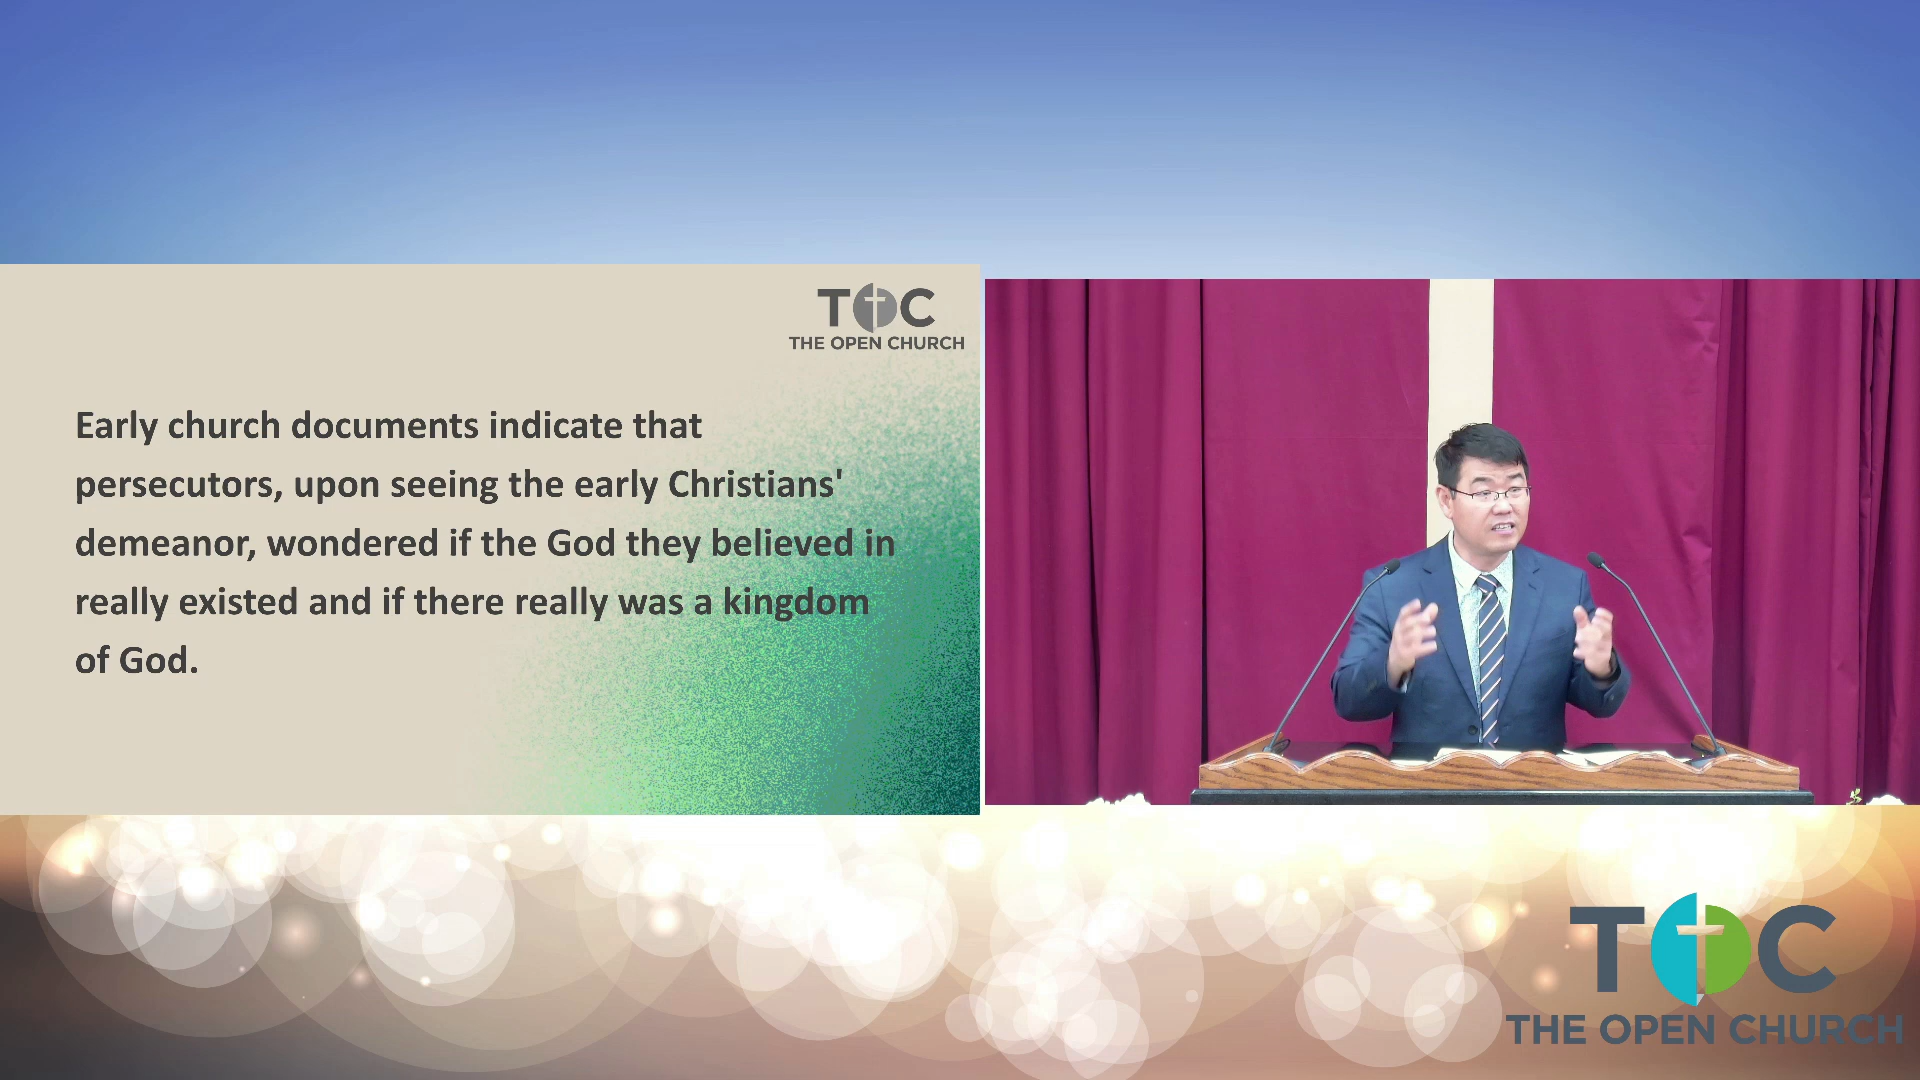 TOC
THE OPEN CHURCH
Early church documents indicate that
persecutors, upon seeing the early Christians'
demeanor, wondered if the God they believed in
really existed and if there really was a kingdom
of God.
TOC
THE OPEN CHURCH